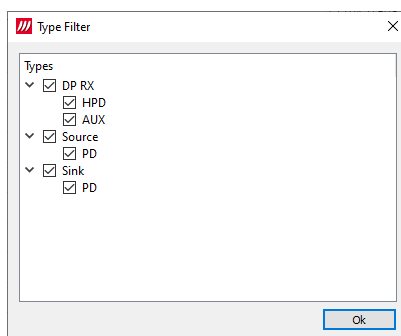 Type Filter
Types
DP RX
HPD
AUX
Source
PD
Sink
PD
Ok